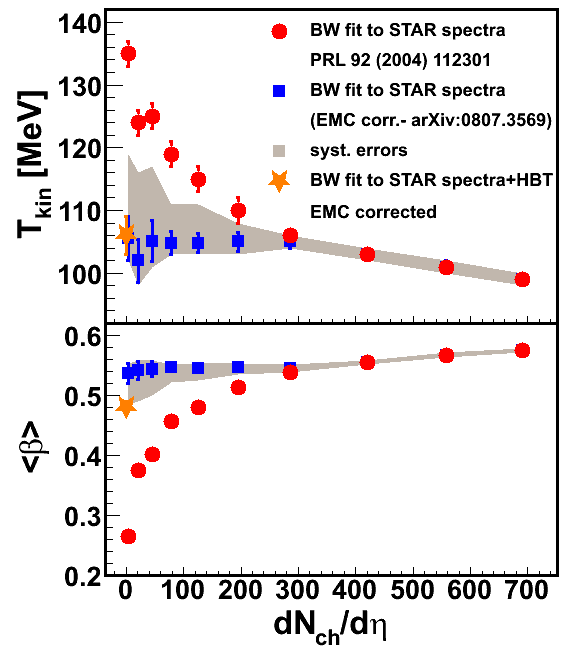 140
130
120
110
100
T_kin [MeV]
BW fit to STAR spectra
PRL 92 (2004) 112301
BW fit to STAR spectra
(EMC corr.- arXiv:0807.3569)
syst. errors
BW fit to STAR spectra+HBT
EMC corrected
0.6
0.5
0.4
0.3
0.2
<β>
0 100 200 300 400 500 600 700
dN_ch/dη